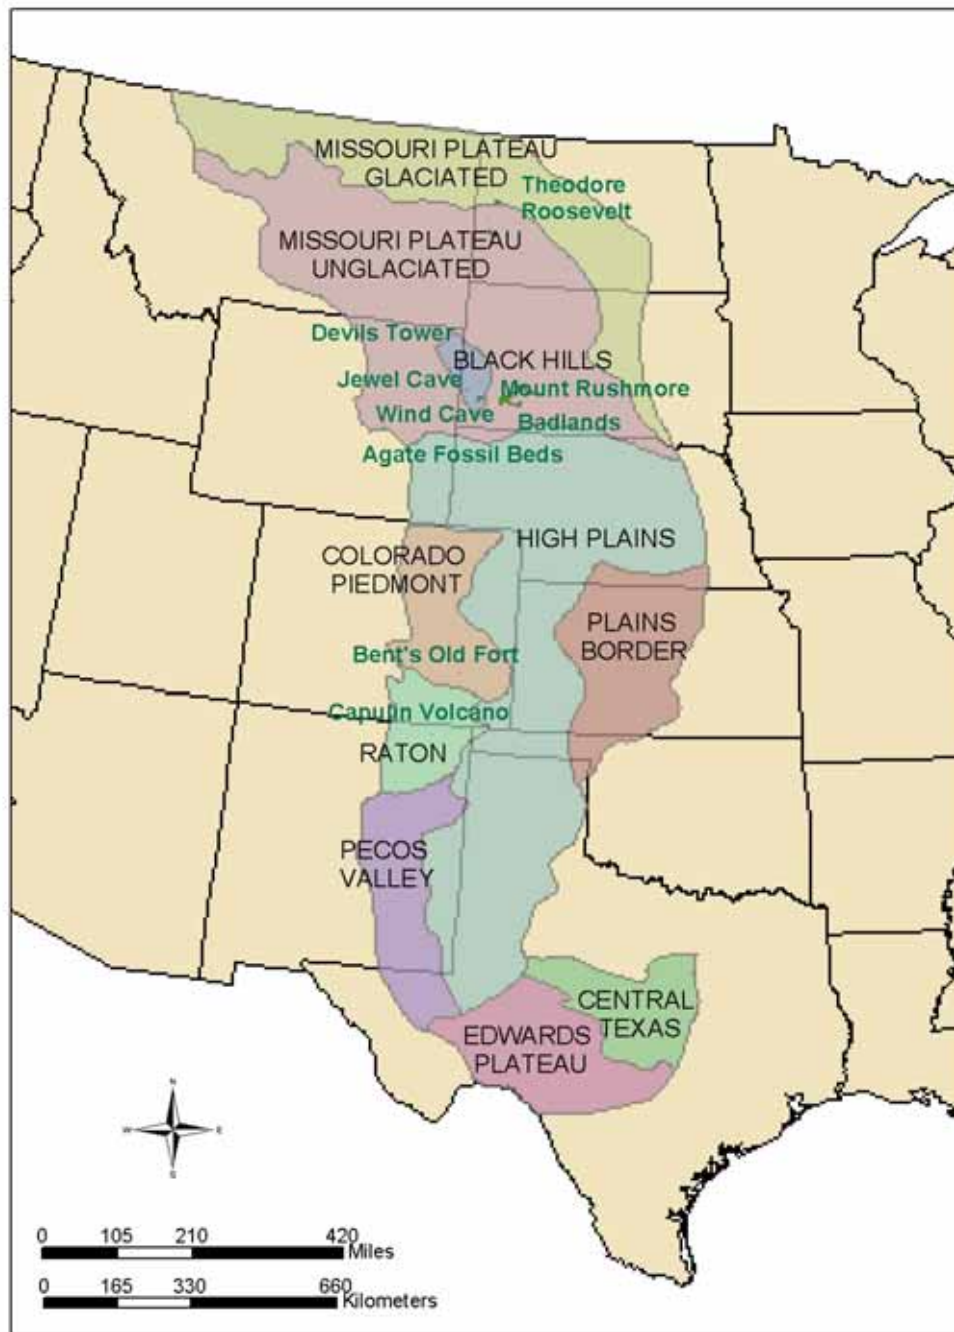 MISSOURI PLATEAU
GLACIATED
Theodore
Roosevelt
MISSOURI PLATEAU
UNGLACIATED
Devils Tower
BLACK HILLS
Jewel Cave
Mount Rushmore
Wind Cave
Badlands
Agate Fossil Beds
HIGH PLAINS
COLORADO
PIEDMONT
PLAINS
BORDER
Bent's Old Fort
Capulin Volcano
RATON
PECOS
VALLEY
CENTRAL
TEXAS
EDWARDS
PLATEAU
N
W E
S
0 105 210 420
Miles
0 165 330 660
Kilometers